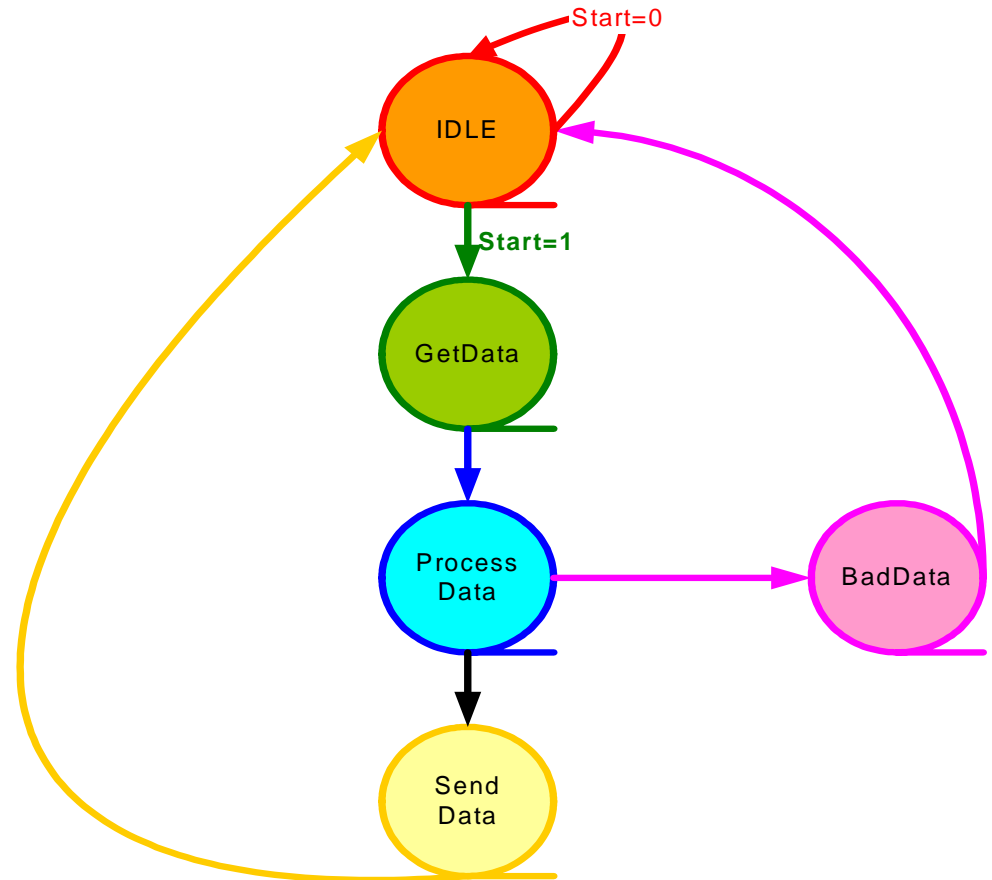 Start=0
IDLE
Start=1
GetData
Process
Data
BadData
Send
Data